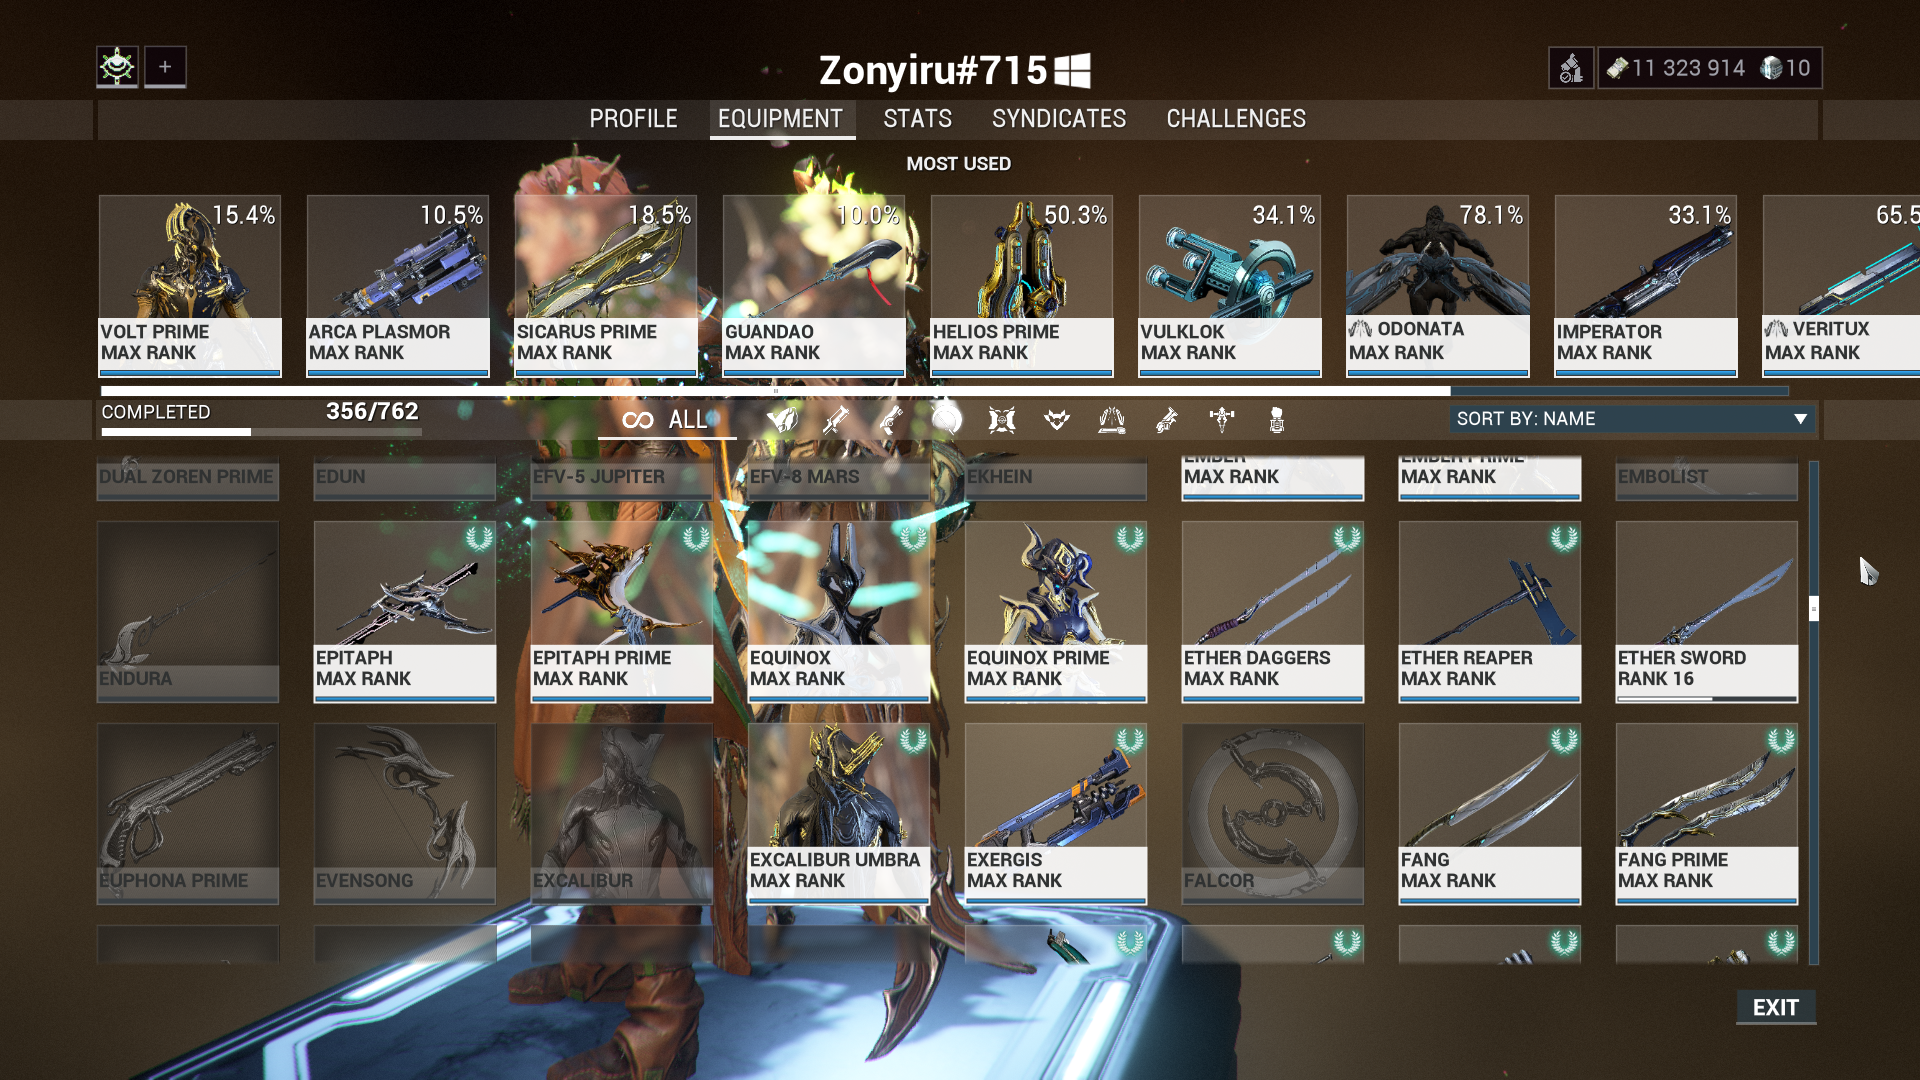 Zonyiru#715
11 323 914
10
PROFILE
EQUIPMENT
STATS
SYNDICATES
CHALLENGES
MOST USED
15.4%
VOLT PRIME
MAX RANK
10.5%
ARCA PLASMOR
MAX RANK
18.5%
SICARUS PRIME
MAX RANK
10.0%
GUANDAO
MAX RANK
50.3%
HELIOS PRIME
MAX RANK
34.1%
VULKLOK
MAX RANK
78.1%
ODONATA
MAX RANK
33.1%
IMPERATOR
MAX RANK
65.5
VERITUX
MAX RANK
COMPLETED
356/762
ALL
SORT BY: NAME
DUAL ZOREN PRIME
EDUN
EFV-5 JUPITER
EFV-8 MARS
EKHEIN
EMBER
MAX RANK
EMBER PRIME
MAX RANK
EMBOLIST
ENDURA
EPITAPH
MAX RANK
EPITAPH PRIME
MAX RANK
EQUINOX
MAX RANK
EQUINOX PRIME
MAX RANK
ETHER DAGGERS
MAX RANK
ETHER REAPER
MAX RANK
ETHER SWORD
RANK 16
EUPHONA PRIME
EVENSONG
EXCALIBUR
EXCALIBUR UMBRA
MAX RANK
EXERGIS
MAX RANK
FALCOR
FANG
MAX RANK
FANG PRIME
MAX RANK
EXIT